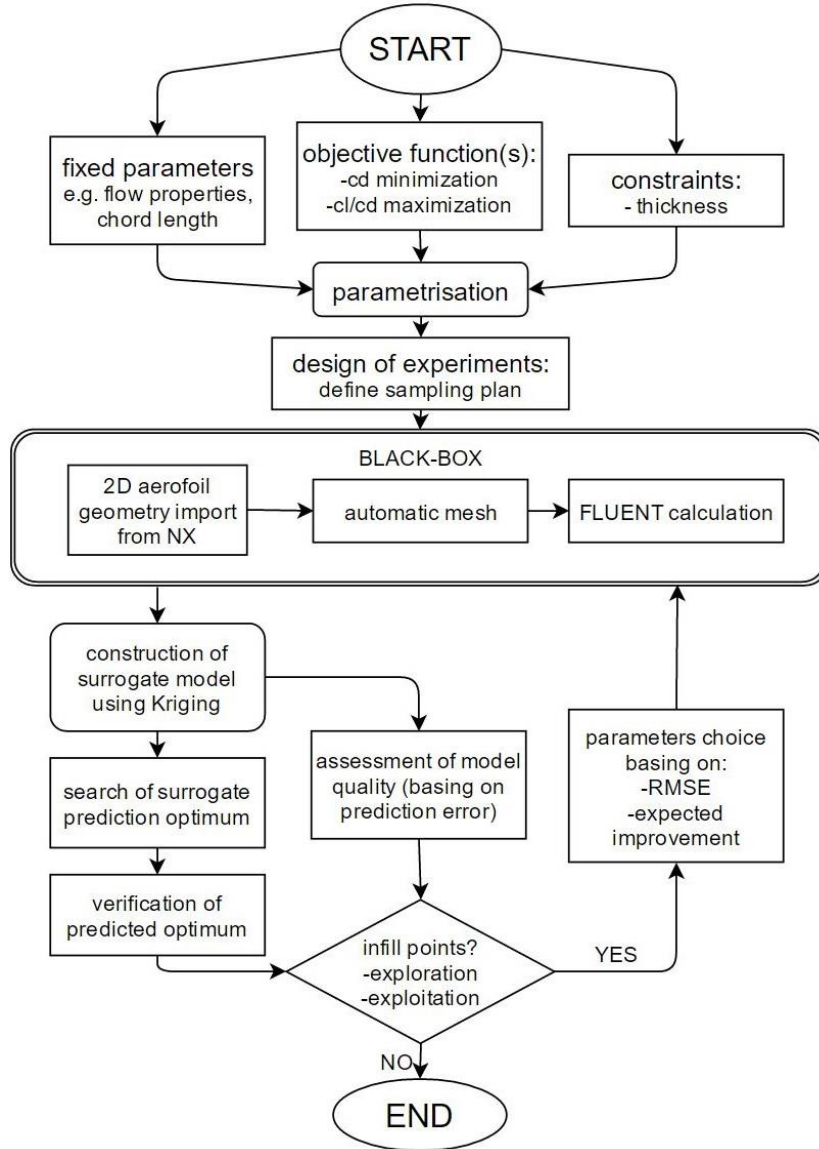 START
fixed parameters
e.g. flow properties,
chord length
objective function(s):
-cd minimization
-cl/cd maximization
constraints:
- thickness
parametrisation
design of experiments:
define sampling plan
BLACK-BOX
2D aerofoil
geometry import
from NX
automatic mesh
FLUENT calculation
construction of
surrogate model
using Kriging
search of surrogate
prediction optimum
verification of
predicted optimum
assessment of model
quality (basing on
prediction error)
parameters choice
basing on:
-RMSE
-expected
improvement
infill points?
-exploration
-exploitation
YES
NO
END